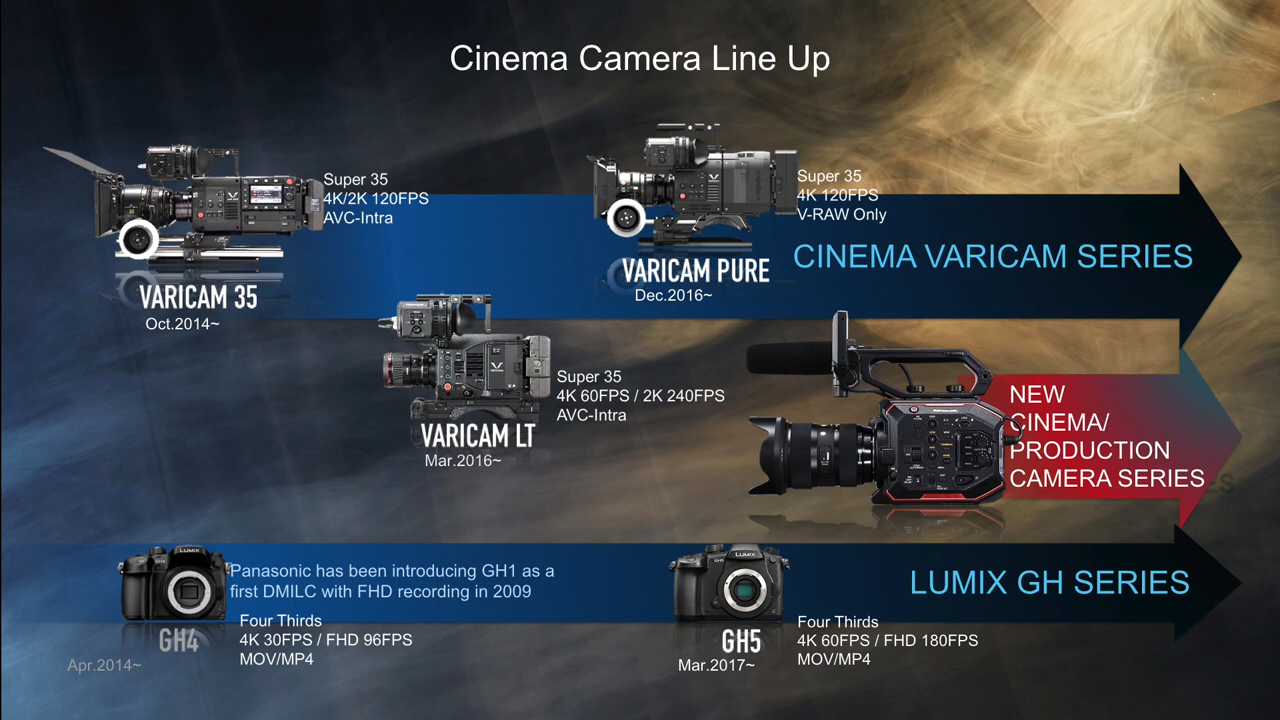 Cinema Camera Line Up
Super 35
4K/2K 120FPS
AVC-Intra
VARICAM 35
Oct.2014~
Super 35
4K 120FPS
V-RAW Only
VARICAM PURE
Dec.2016~
CINEMA VARICAM SERIES
Super 35
4K 60FPS / 2K 240FPS
AVC-Intra
VARICAM LT
Mar.2016~
NEW
CINEMA/
PRODUCTION
CAMERA SERIES
Panasonic has been introducing GH1 as a
first DMILC with FHD recording in 2009
LUMIX
GH4
Apr.2014~
Four Thirds
4K 30FPS / FHD 96FPS
MOV/MP4
LUMIX
GH5
Mar.2017~
Four Thirds
4K 60FPS / FHD 180FPS
MOV/MP4
LUMIX GH SERIES